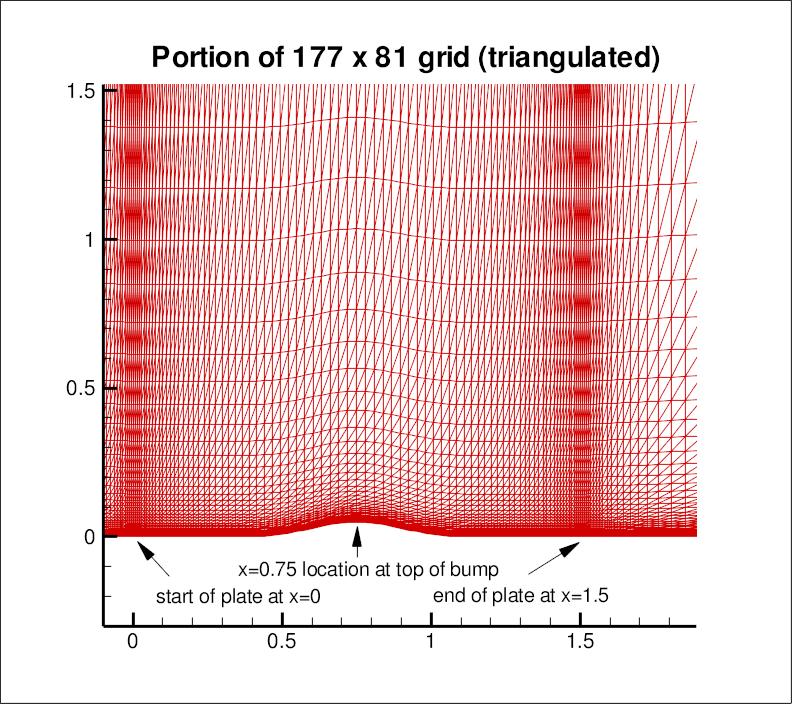 Portion of 177 x 81 grid (triangulated)
1.5
1
0.5
0
x=0.75 location at top of bump
start of plate at x=0
end of plate at x=1.5
0
0.5
1
1.5